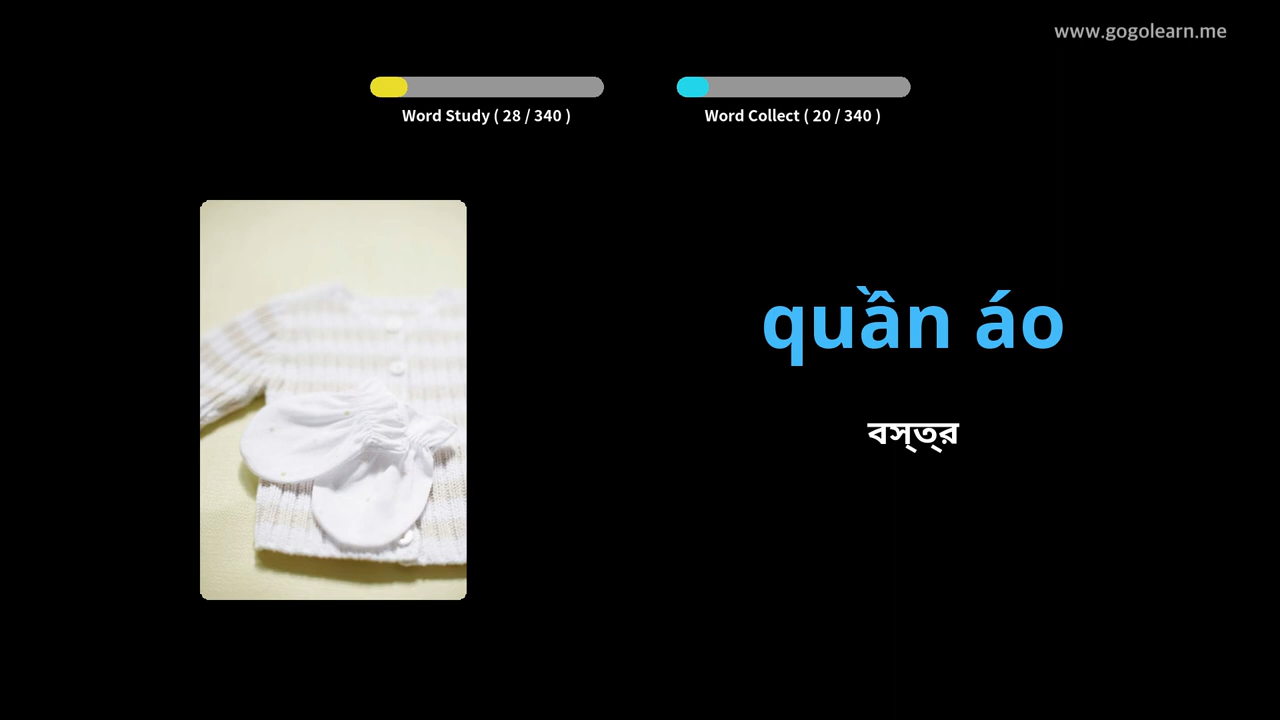 www.gogolearn.me
Word Study ( 28 / 340 )
Word Collect ( 20 / 340 )
quần áo
বস্ত্র